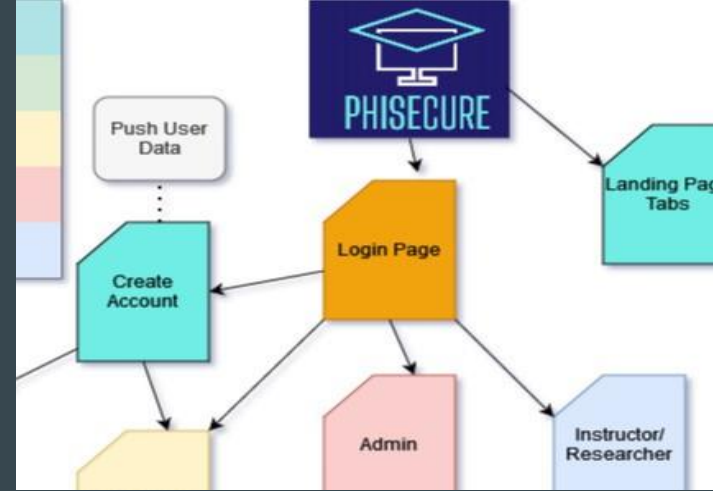 PHISECURE
Push User
Data
Landing Pag
Tabs
Login Page
Create
Account
Admin
Instructor/
Researcher